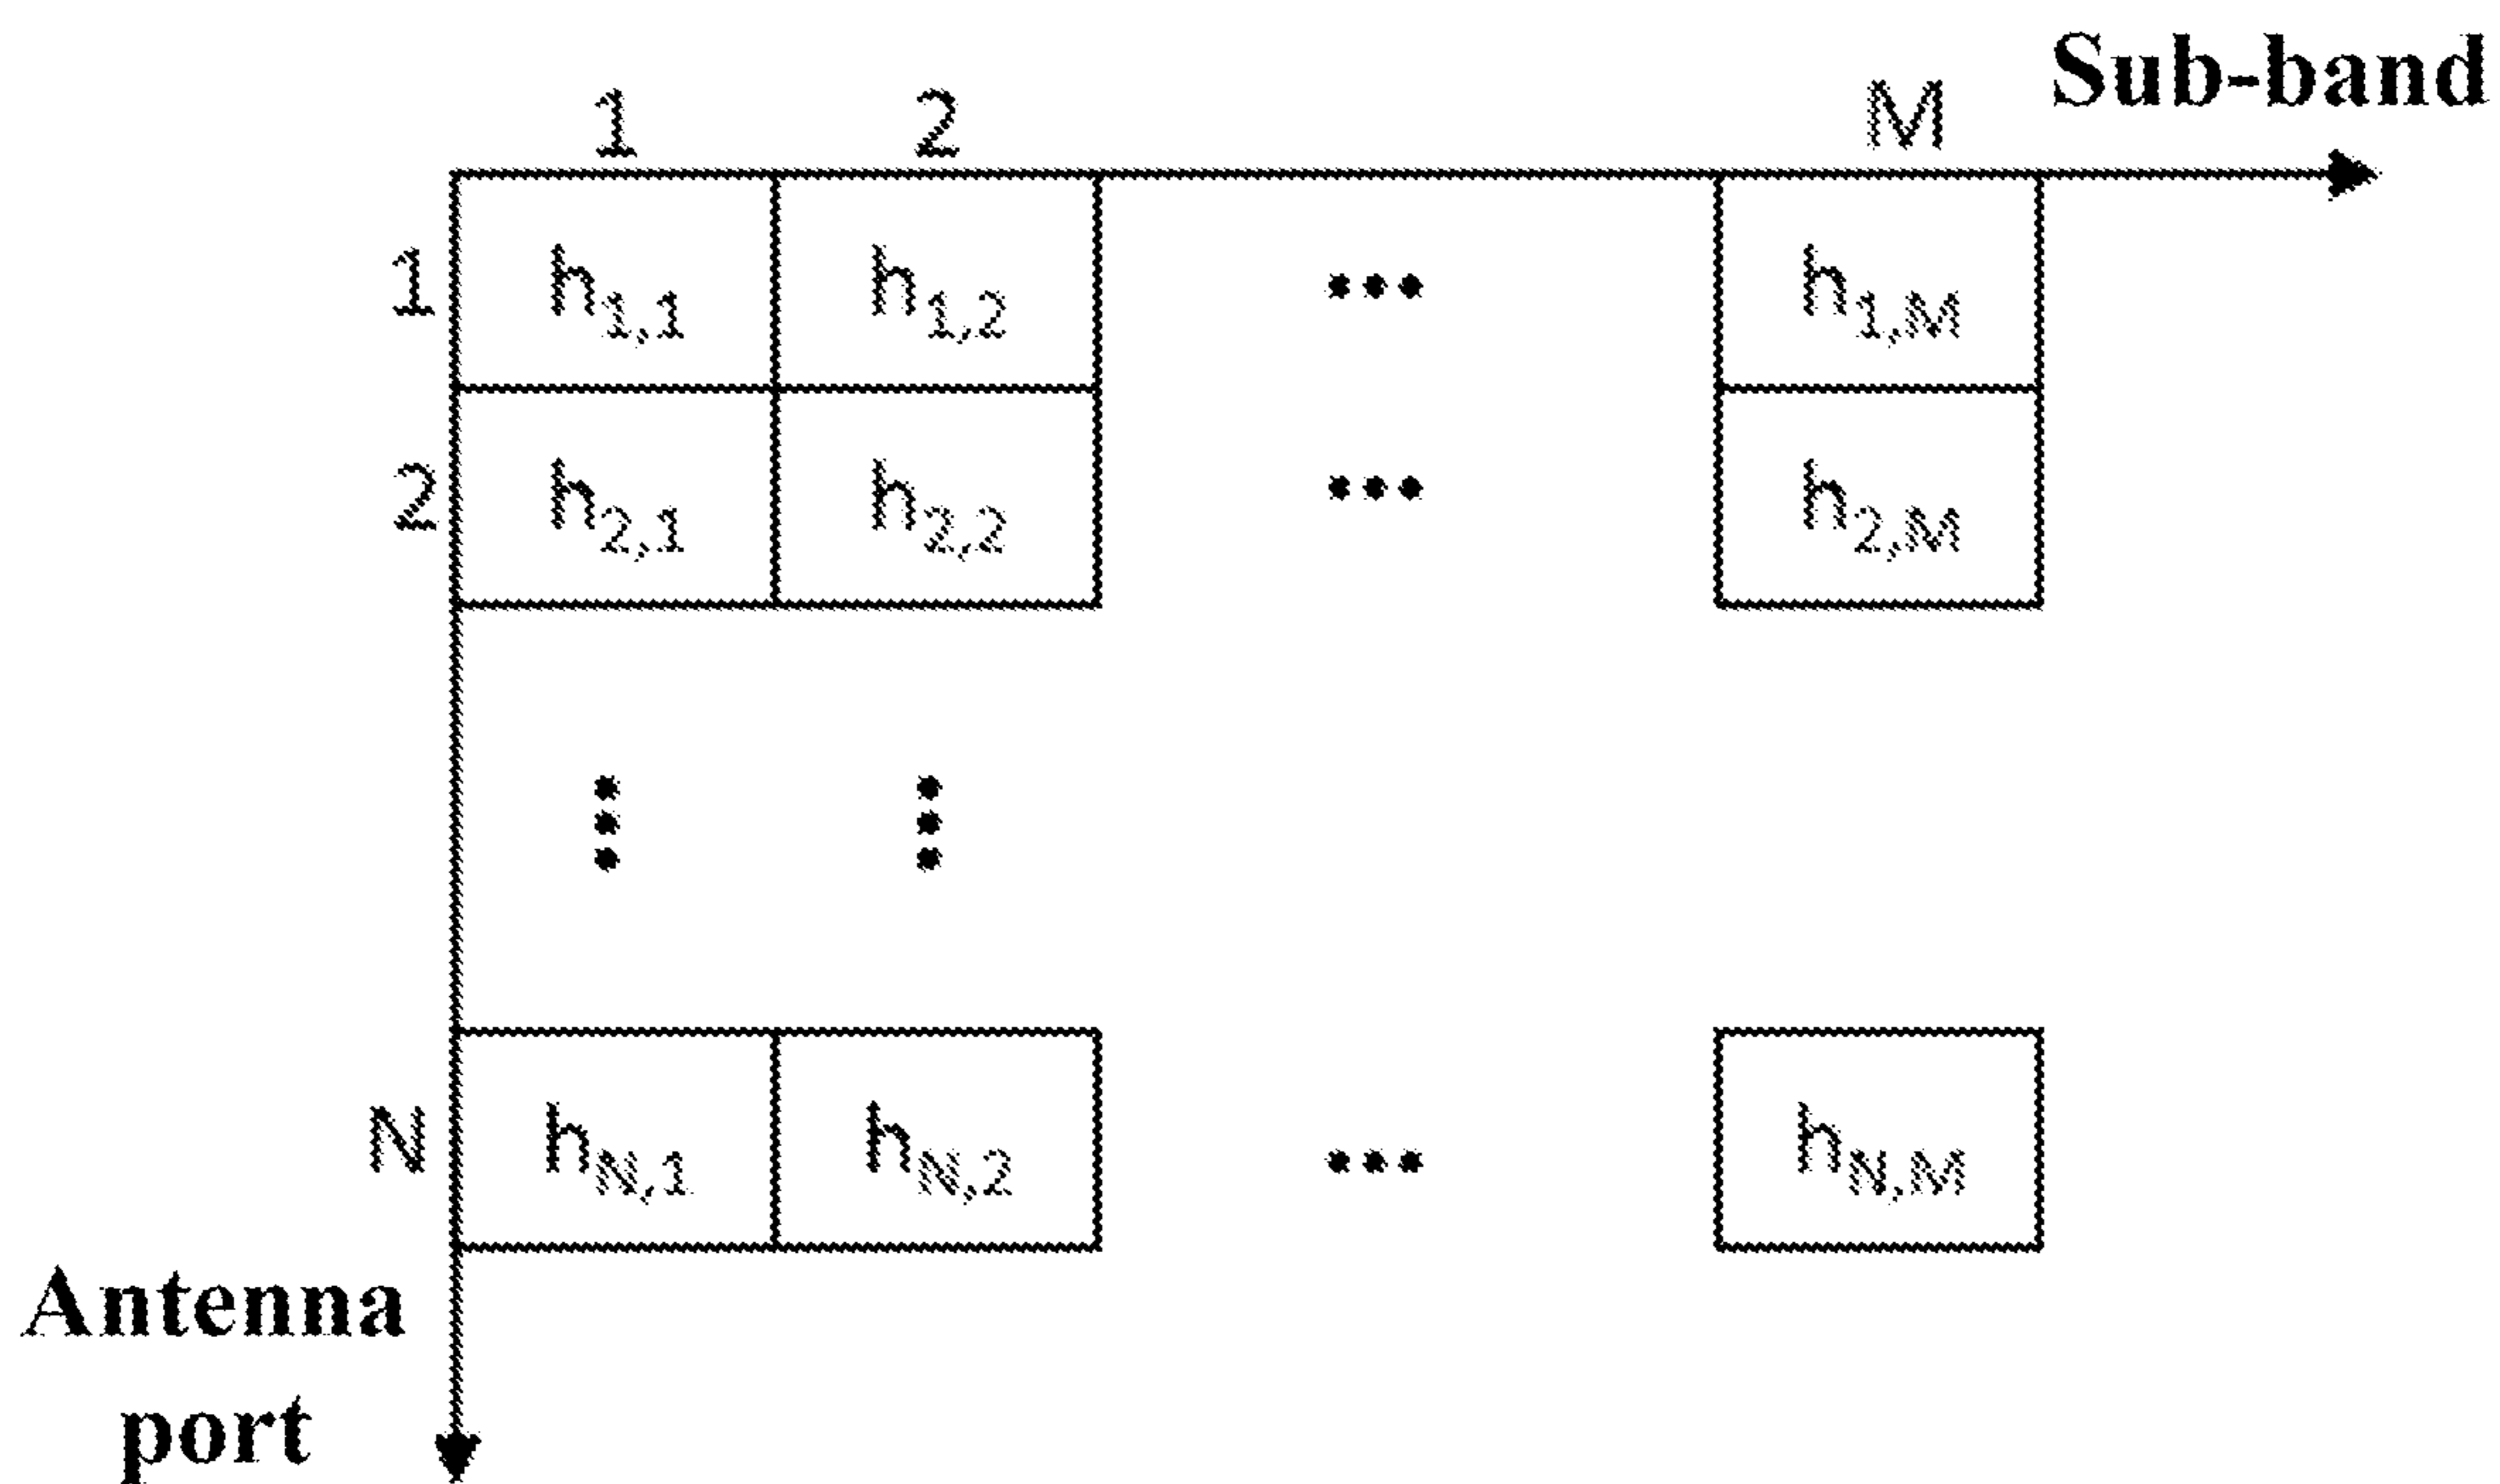 Sub-band
1 2 M
1 h1,1 h1,2 ••• h1,M
2 h2,1 h2,2 ••• h2,M
N hN,1 hN,2 ••• hN,M
Antenna
port